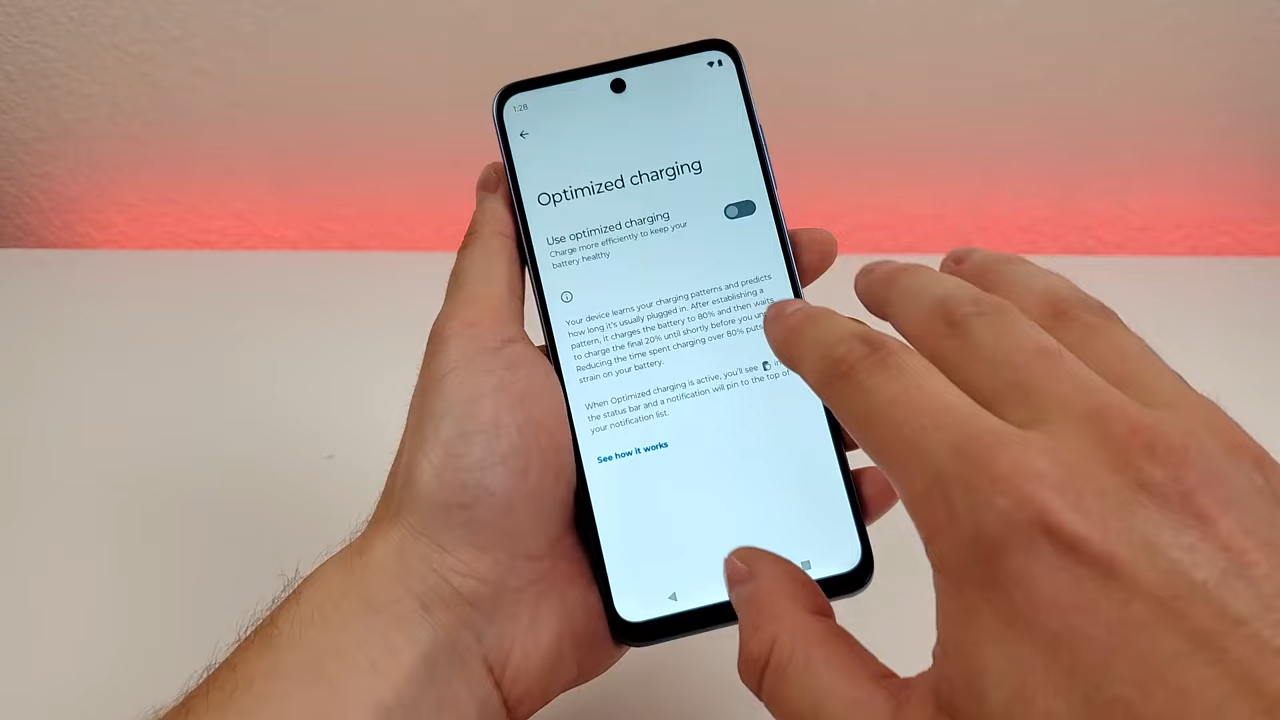 1:28
Optimized charging
Use optimized charging
Charge more efficiently to keep your
battery healthy
Your device learns your charging patterns and predicts
how long it's usually plugged in. After establishing a
pattern, it charges the battery to 80% and then waits
to charge the final 20% until shortly before you
Reducing the time spent charging over 80% puts
strain on your battery.
When Optimized charging is active, you'll see in
the status bar and a notification will pin to the top of
your notification list.
See how it works